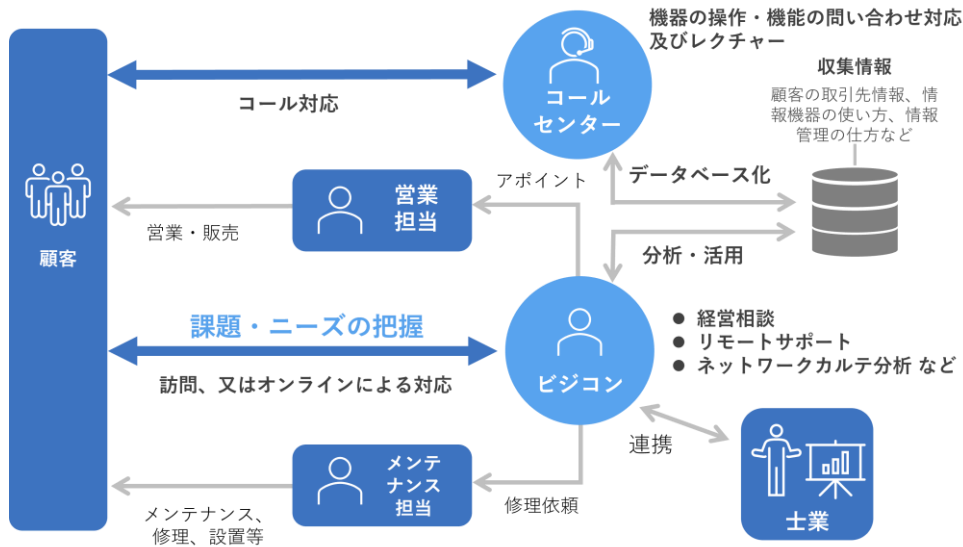 機器の操作・機能の問い合わせ対応
及びレクチャー
コール
センター
コール対応
収集情報
顧客の取引先情報、情
報機器の使い方、情報
管理の仕方など
データベース化
アポイント
営業
担当
営業・販売
顧客
分析・活用
課題・ニーズの把握
訪問、又はオンラインによる対応
ビジコン
● 経営相談
● リモートサポート
● ネットワークカルテ分析 など
連携
士業
メンテ
ナンス
担当
修理依頼
メンテナンス、
修理、設置等